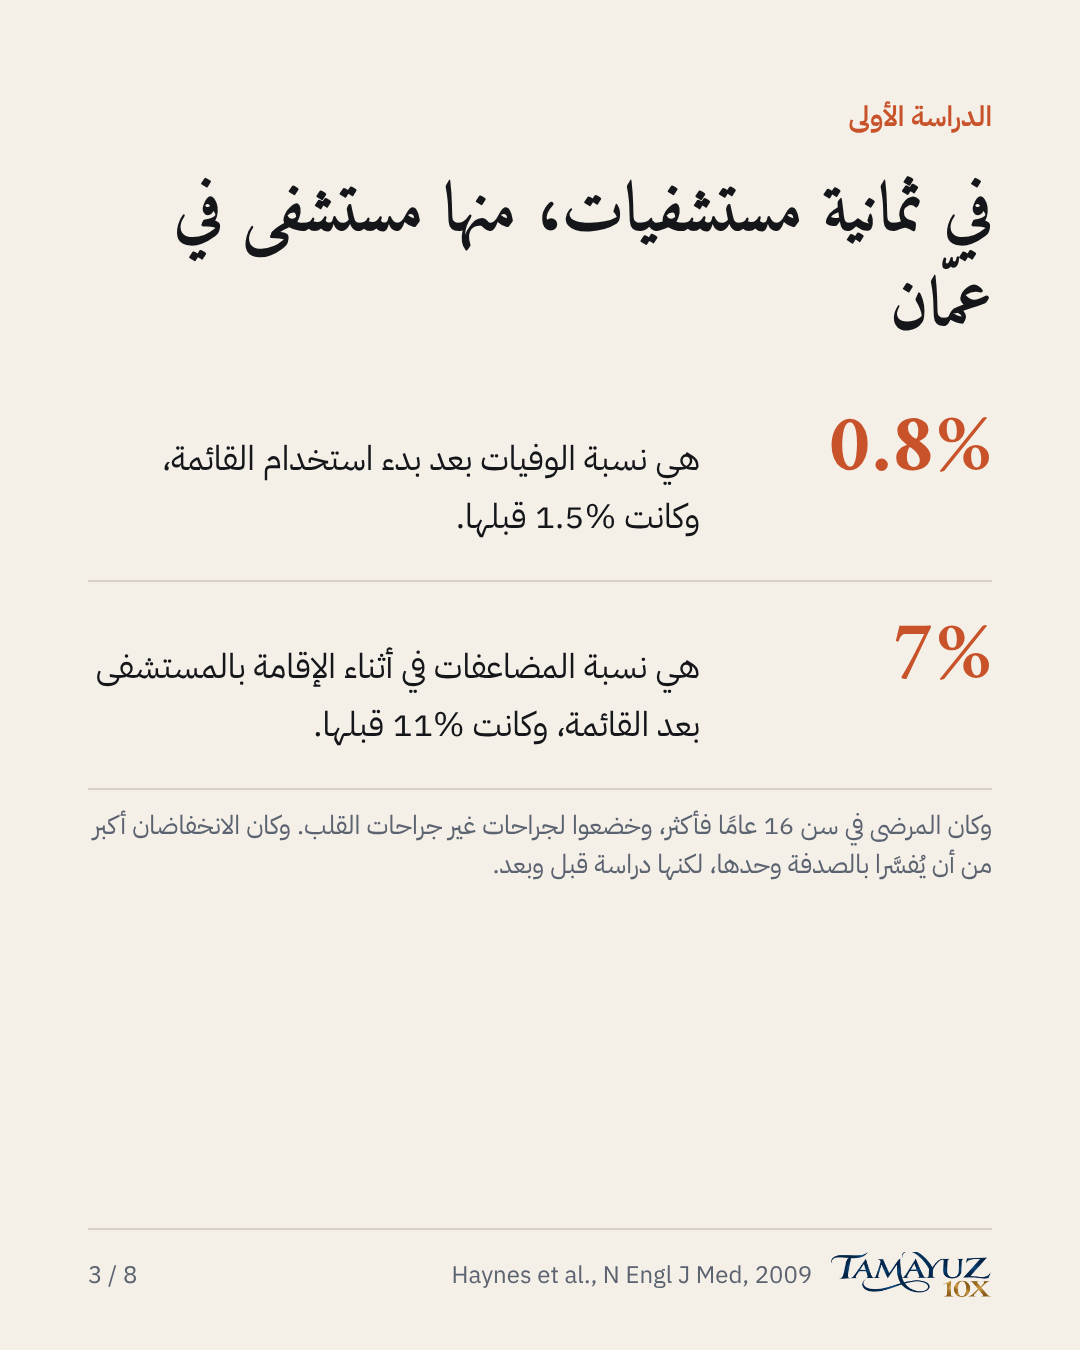 الدراسة الأولى
في ثمانية مستشفيات، منها مستشفى في
عمّان
0.8%
هي نسبة الوفيات بعد بدء استخدام القائمة،
وكانت 1.5% قبلها.
7%
هي نسبة المضاعفات في أثناء الإقامة بالمستشفى
بعد القائمة، وكانت 11% قبلها.
وكان المرضى في سن 16 عامًا فأكثر، وخضعوا لجراحات غير جراحات القلب. وكان الانخفاضان أكبر
من أن يُفسَّرا بالصدفة وحدها، لكنها دراسة قبل وبعد.
TAMAYUZ
10X
Haynes et al., N Engl J Med, 2009
3 / 8